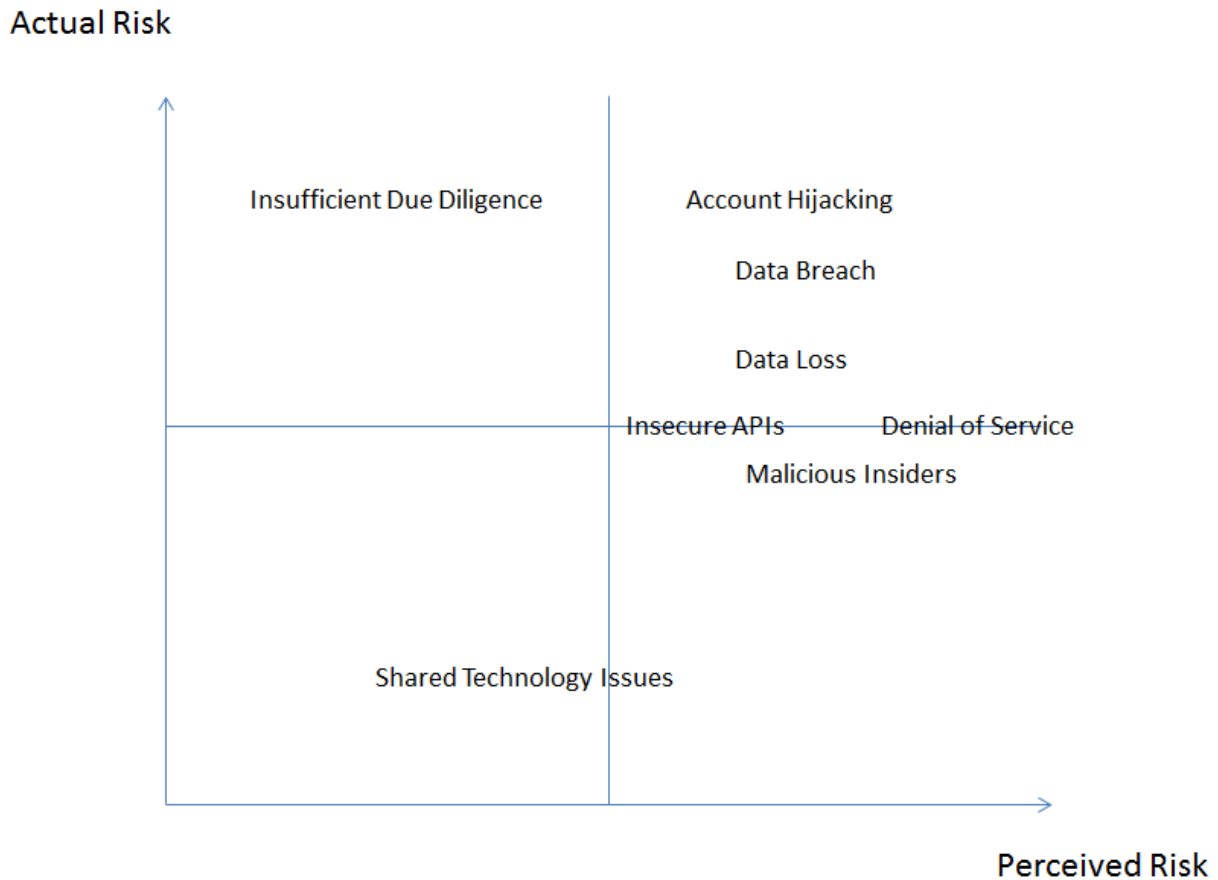 Actual Risk
Insufficient Due Diligence
Account Hijacking
Data Breach
Data Loss
Insecure APIs
Denial of Service
Malicious Insiders
Shared Technology Issues
Perceived Risk